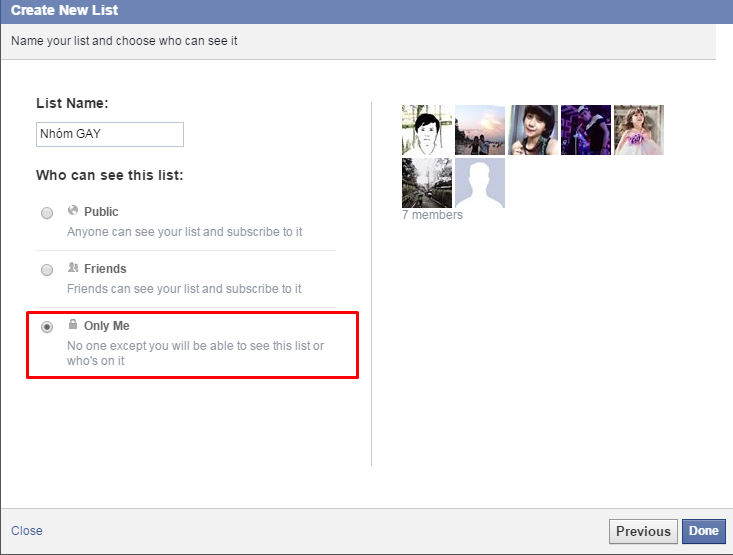 Create New List
Name your list and choose who can see it
List Name:
Nhóm GAY
Who can see this list:
Public
Anyone can see your list and subscribe to it
Friends
Friends can see your list and subscribe to it
Only Me
No one except you will be able to see this list or
who's on it
7 members
Close
Previous
Done